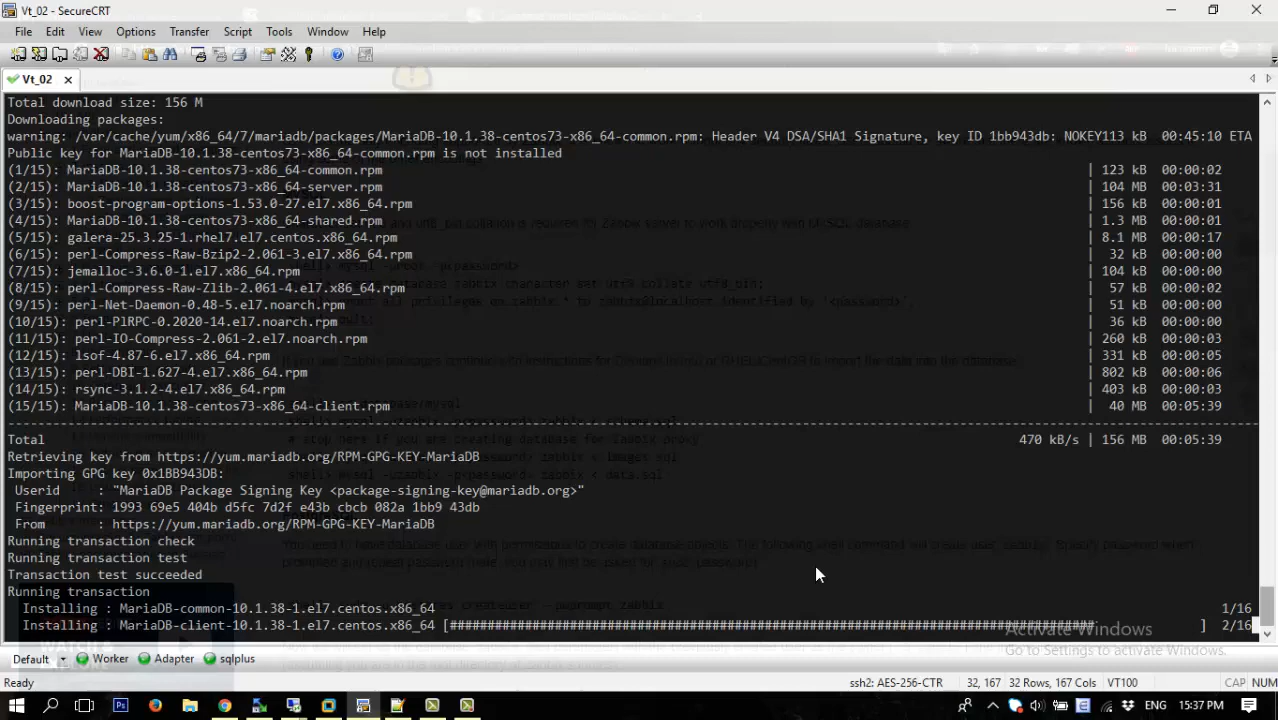 Vt_02 - SecureCRT
File Edit View Options Transfer Script Tools Window Help
Vt_02
Total download size: 156 M
Downloading packages:
warning: /var/cache/yum/x86_64/7/mariadb/packages/MariaDB-10.1.38-centos73-x86_64-common.rpm: Header V4 DSA/SHA1 Signature, key ID 1bb943db: NOKEY113 kB 00:45:10 ETA
Public key for MariaDB-10.1.38-centos73-x86_64-common.rpm is not installed
(1/15): MariaDB-10.1.38-centos73-x86_64-common.rpm | 123 kB 00:00:02
(2/15): MariaDB-10.1.38-centos73-x86_64-server.rpm | 104 MB 00:03:31
(3/15): boost-program-options-1.53.0-27.el7.x86_64.rpm | 156 kB 00:00:01
(4/15): MariaDB-10.1.38-centos73-x86_64-shared.rpm | 1.3 MB 00:00:01
(5/15): galera-25.3.25-1.rhel7.el7.centos.x86_64.rpm | 8.1 MB 00:00:17
(6/15): perl-Compress-Raw-Bzip2-2.061-3.el7.x86_64.rpm | 32 kB 00:00:00
(7/15): jemalloc-3.6.0-1.el7.x86_64.rpm | 104 kB 00:00:00
(8/15): perl-Compress-Raw-Zlib-2.061-4.el7.x86_64.rpm | 57 kB 00:00:02
(9/15): perl-Net-Daemon-0.48-5.el7.noarch.rpm | 51 kB 00:00:00
(10/15): perl-PlRPC-0.2020-14.el7.noarch.rpm | 36 kB 00:00:00
(11/15): perl-IO-Compress-2.061-2.el7.noarch.rpm | 260 kB 00:00:03
(12/15): lsof-4.87-6.el7.x86_64.rpm | 331 kB 00:00:05
(13/15): perl-DBI-1.627-4.el7.x86_64.rpm | 802 kB 00:00:06
(14/15): rsync-3.1.2-4.el7.x86_64.rpm | 403 kB 00:00:03
(15/15): MariaDB-10.1.38-centos73-x86_64-client.rpm | 40 MB 00:05:39
Total 470 kB/s | 156 MB 00:05:39
Retrieving key from https://yum.mariadb.org/RPM-GPG-KEY-MariaDB
Importing GPG key 0x1BB943DB:
Userid : "MariaDB Package Signing Key <package-signing-key@mariadb.org>"
Fingerprint: 1993 69e5 404b d5fc 7d2f e43b cbcb 082a 1bb9 43db
From : https://yum.mariadb.org/RPM-GPG-KEY-MariaDB
Running transaction check
Running transaction test
Transaction test succeeded
Running transaction
Installing : MariaDB-common-10.1.38-1.el7.centos.x86_64 1/16
Installing : MariaDB-client-10.1.38-1.el7.centos.x86_64 [###################################################################################### ] 2/16
Activate Windows
Go to Settings to activate Windows.
Default Worker Adapter sqlplus
Ready ssh2: AES-256-CTR 32, 167 32 Rows, 167 Cols VT100 CAP NUM
15:37 PM